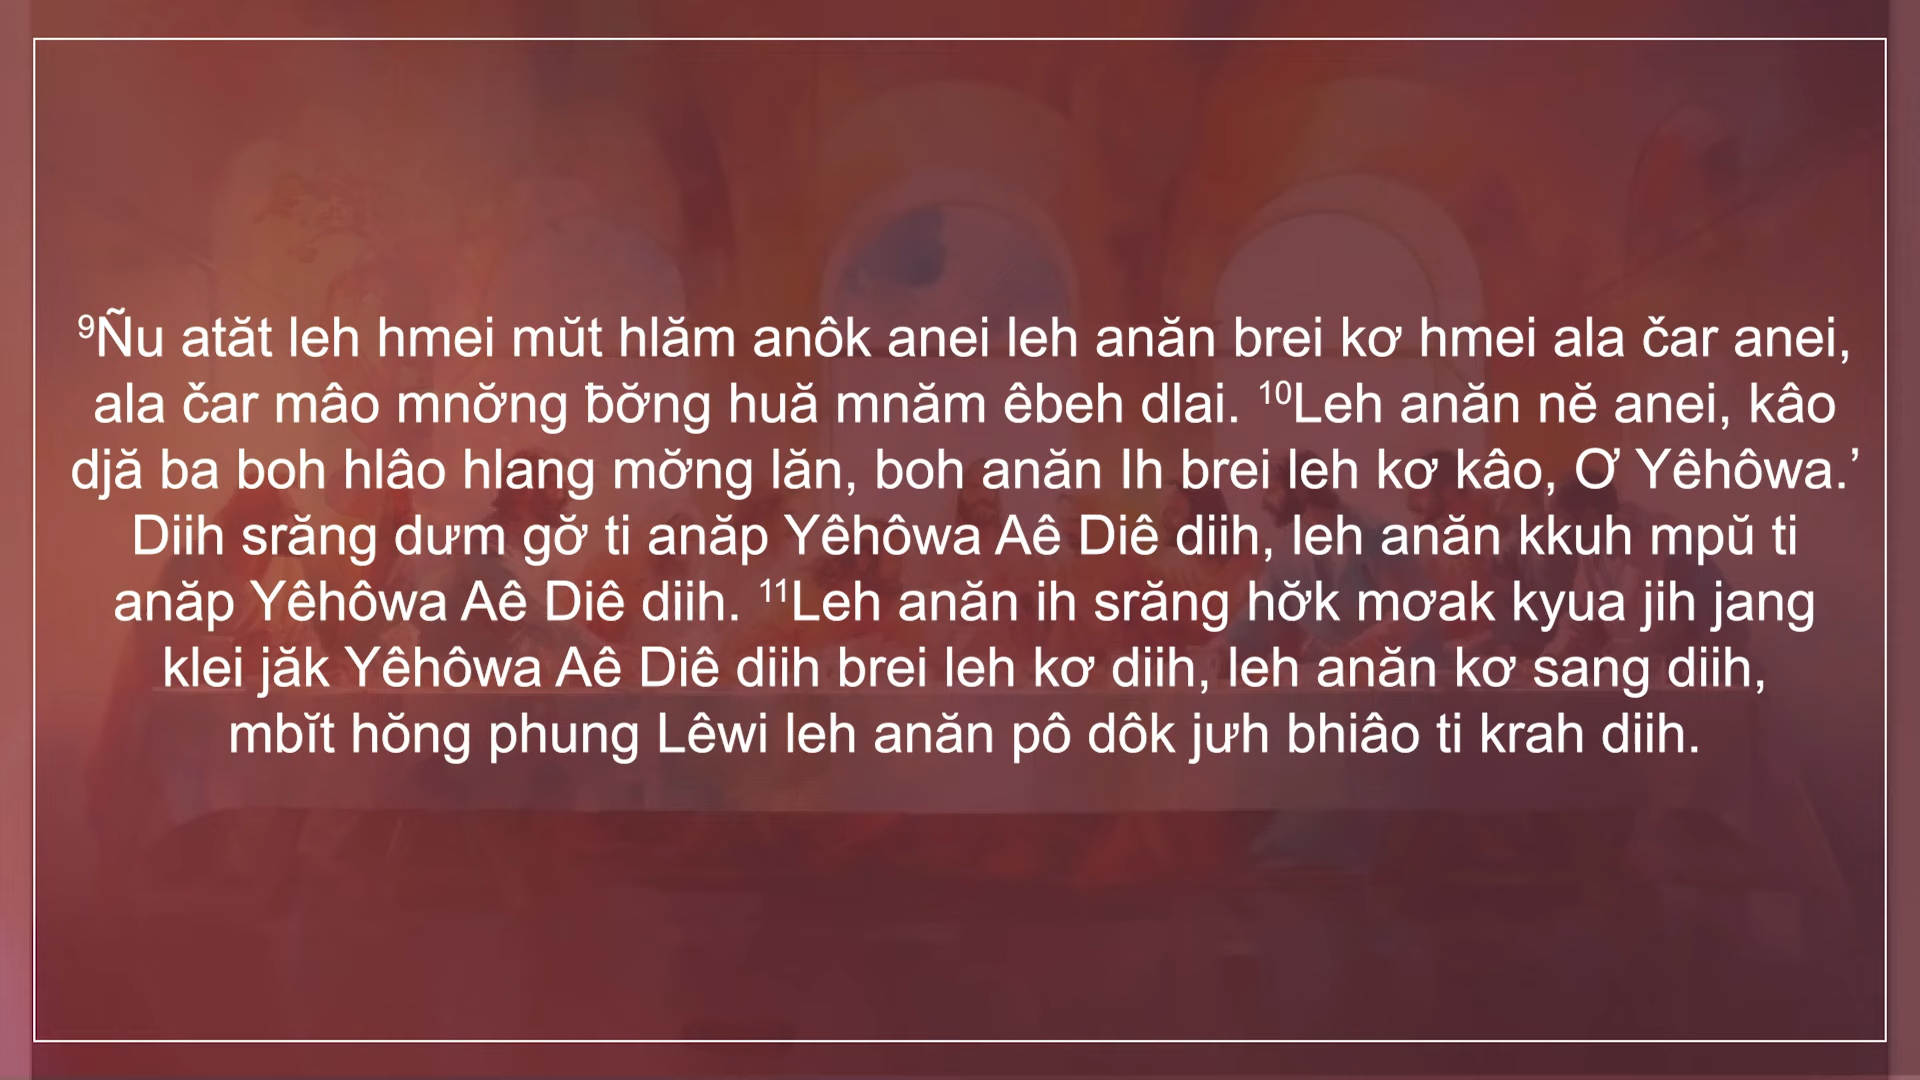 ⁹Ñu atăt leh hmei mŭt hlăm anôk anei leh anăn brei kơ hmei ala čar anei,
ala čar mâo mnơ̆ng ƀơ̆ng huă mnăm êbeh dlai. ¹⁰Leh anăn nĕ anei, kâo
djă ba boh hlâo hlang mơ̆ng lăn, boh anăn Ih brei leh kơ kâo, Ơ Yêhôwa.’
Diih srăng dưm gơ̆ ti anăp Yêhôwa Aê Diê diih, leh anăn kkuh mpŭ ti
anăp Yêhôwa Aê Diê diih. ¹¹Leh anăn ih srăng hơ̆k mơak kyua jih jang
klei jăk Yêhôwa Aê Diê diih brei leh kơ diih, leh anăn kơ sang diih,
mbĭt hŏng phung Lêwi leh anăn pô dôk jưh bhiâo ti krah diih.